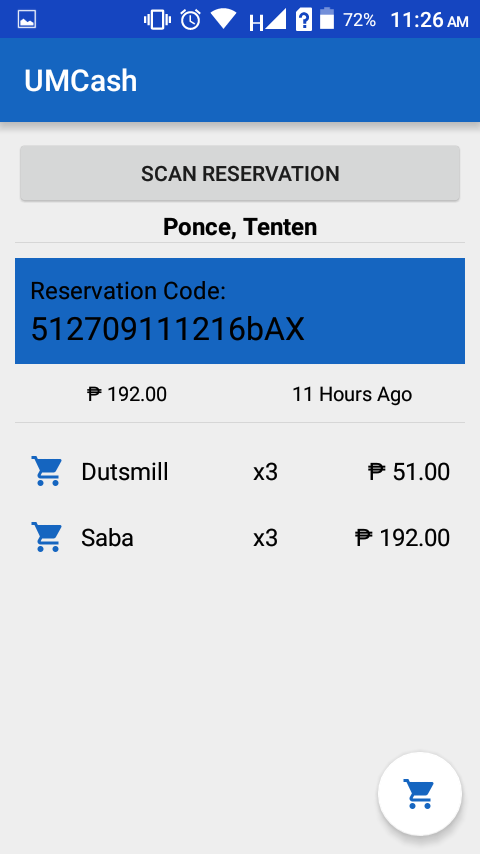 H 72% 11:26 AM
UMCash
SCAN RESERVATION
Ponce, Tenten
Reservation Code:
512709111216bAX
₱ 192.00 11 Hours Ago
Dutsmill x3 ₱ 51.00
Saba x3 ₱ 192.00